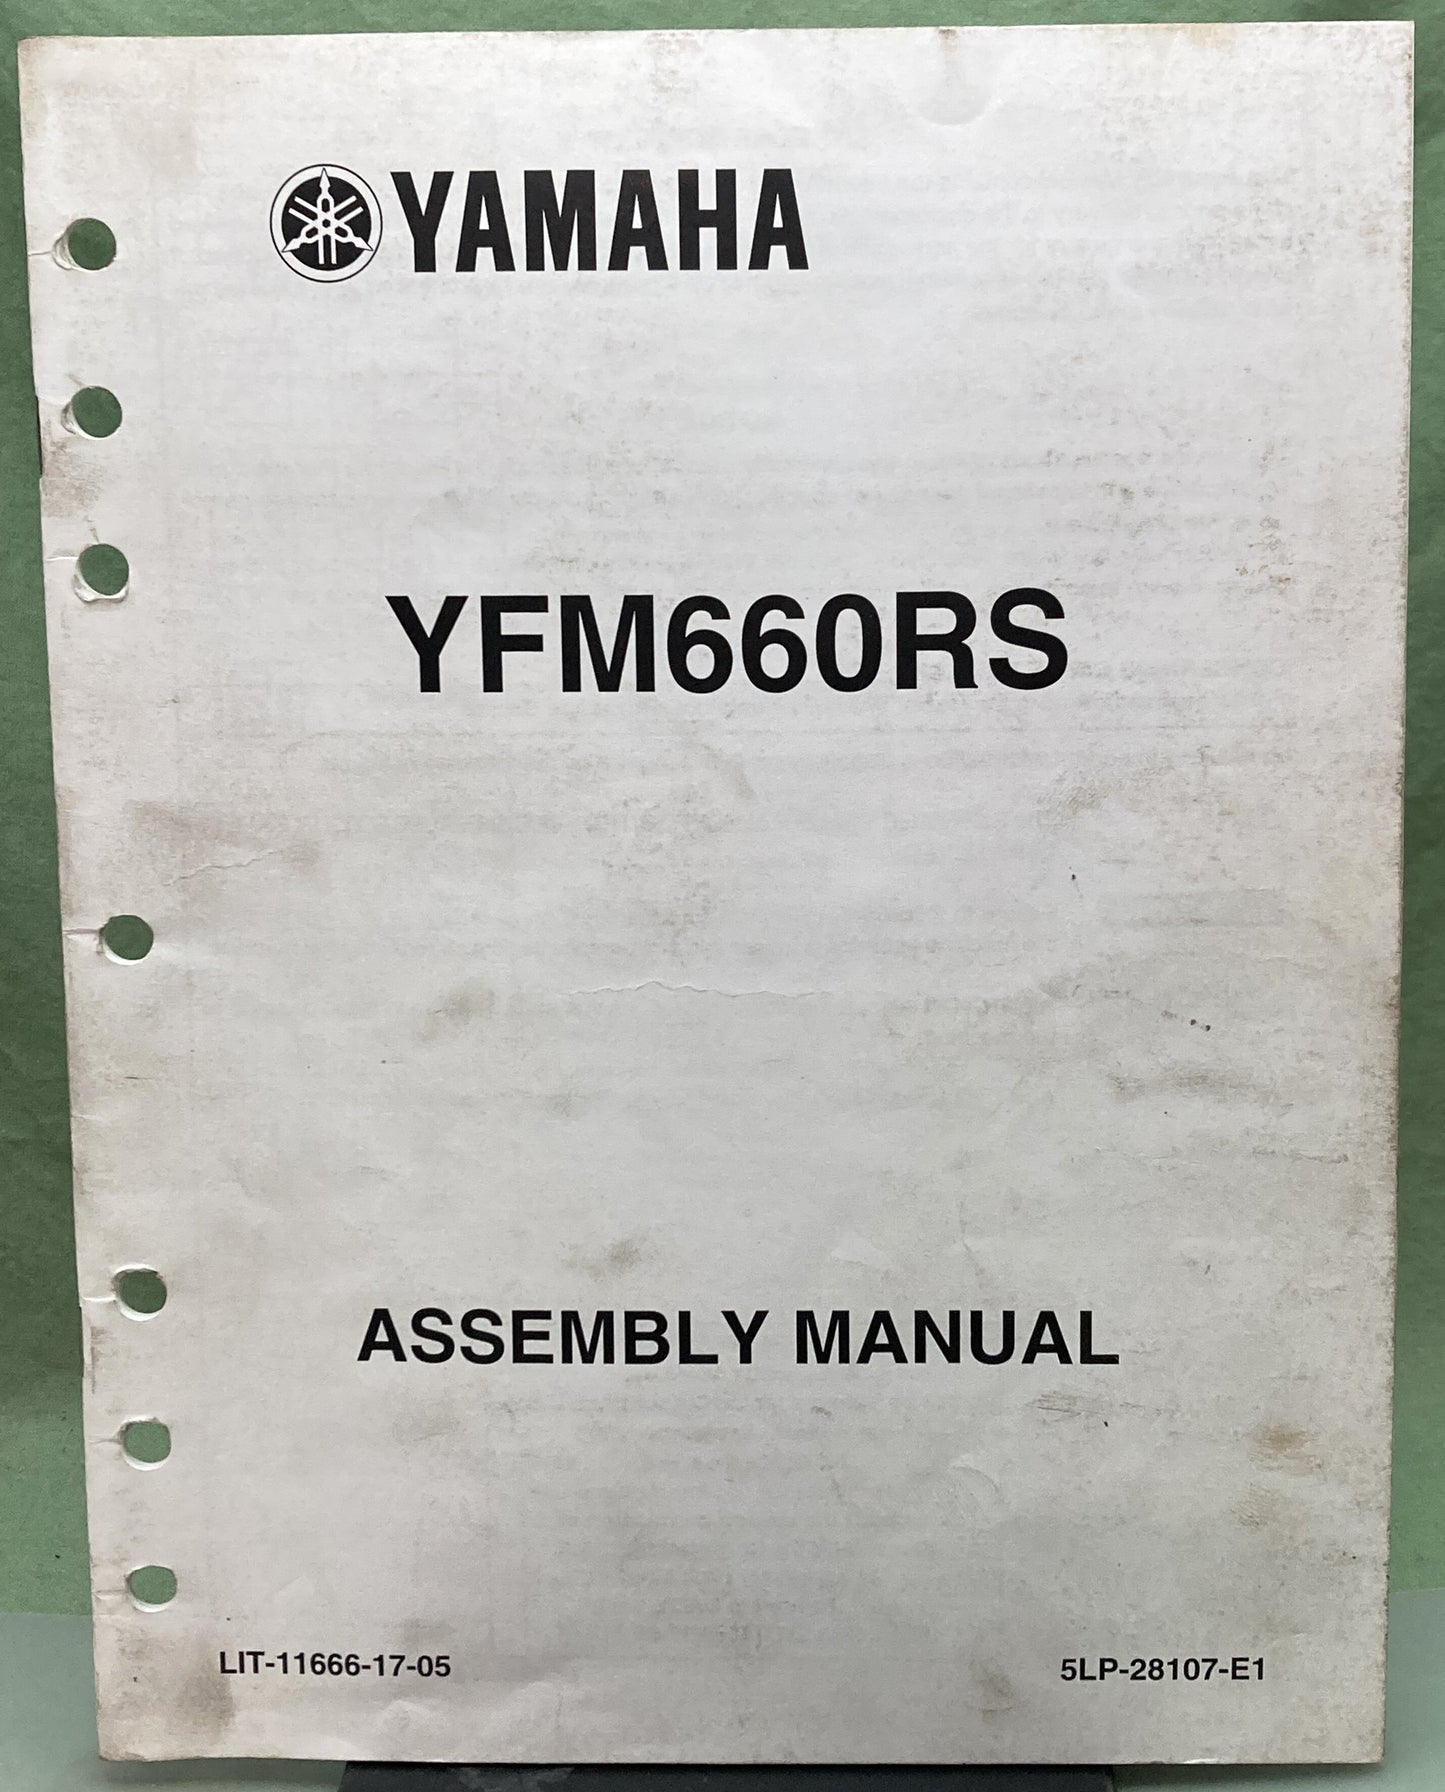 YAMAHA
YFM660RS
ASSEMBLY MANUAL
LIT-11666-17-05
5LP-28107-E1